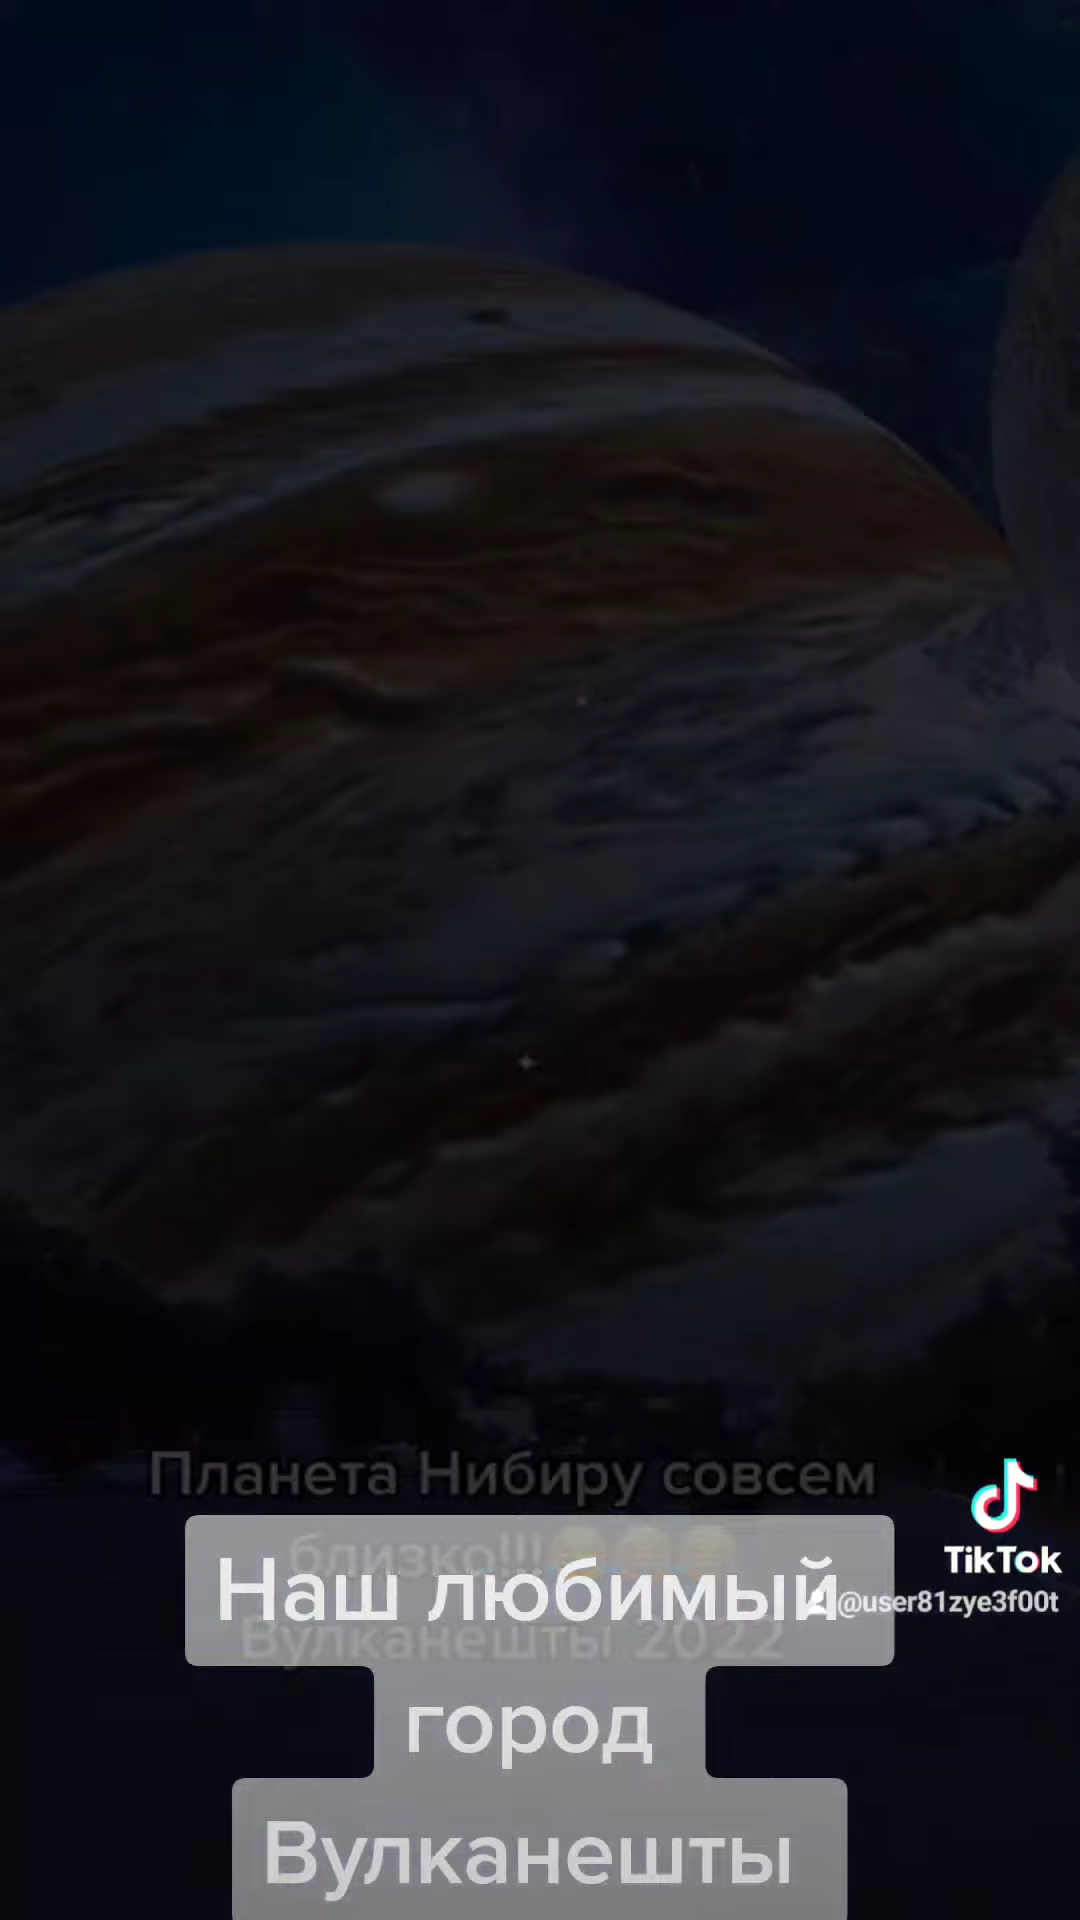 Планета Нибиру совсем
близко!!!😁😁😁
Вулканешты 2022
Наш любимый
город
Вулканешты
TikTok
@user81zye3f00t